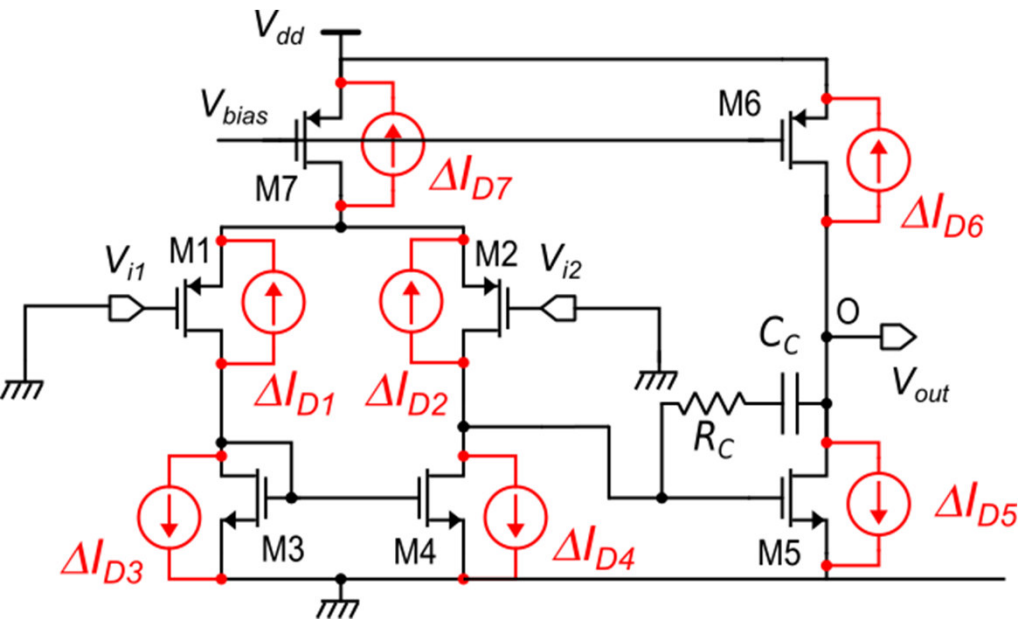 Vdd
Vbias
M6
M7
ΔID7
ΔID6
M1
M2
Vi1
Vi2
O
CC
Vout
ΔID1
ΔID2
RC
ΔID5
M3
M4
M5
ΔID3
ΔID4